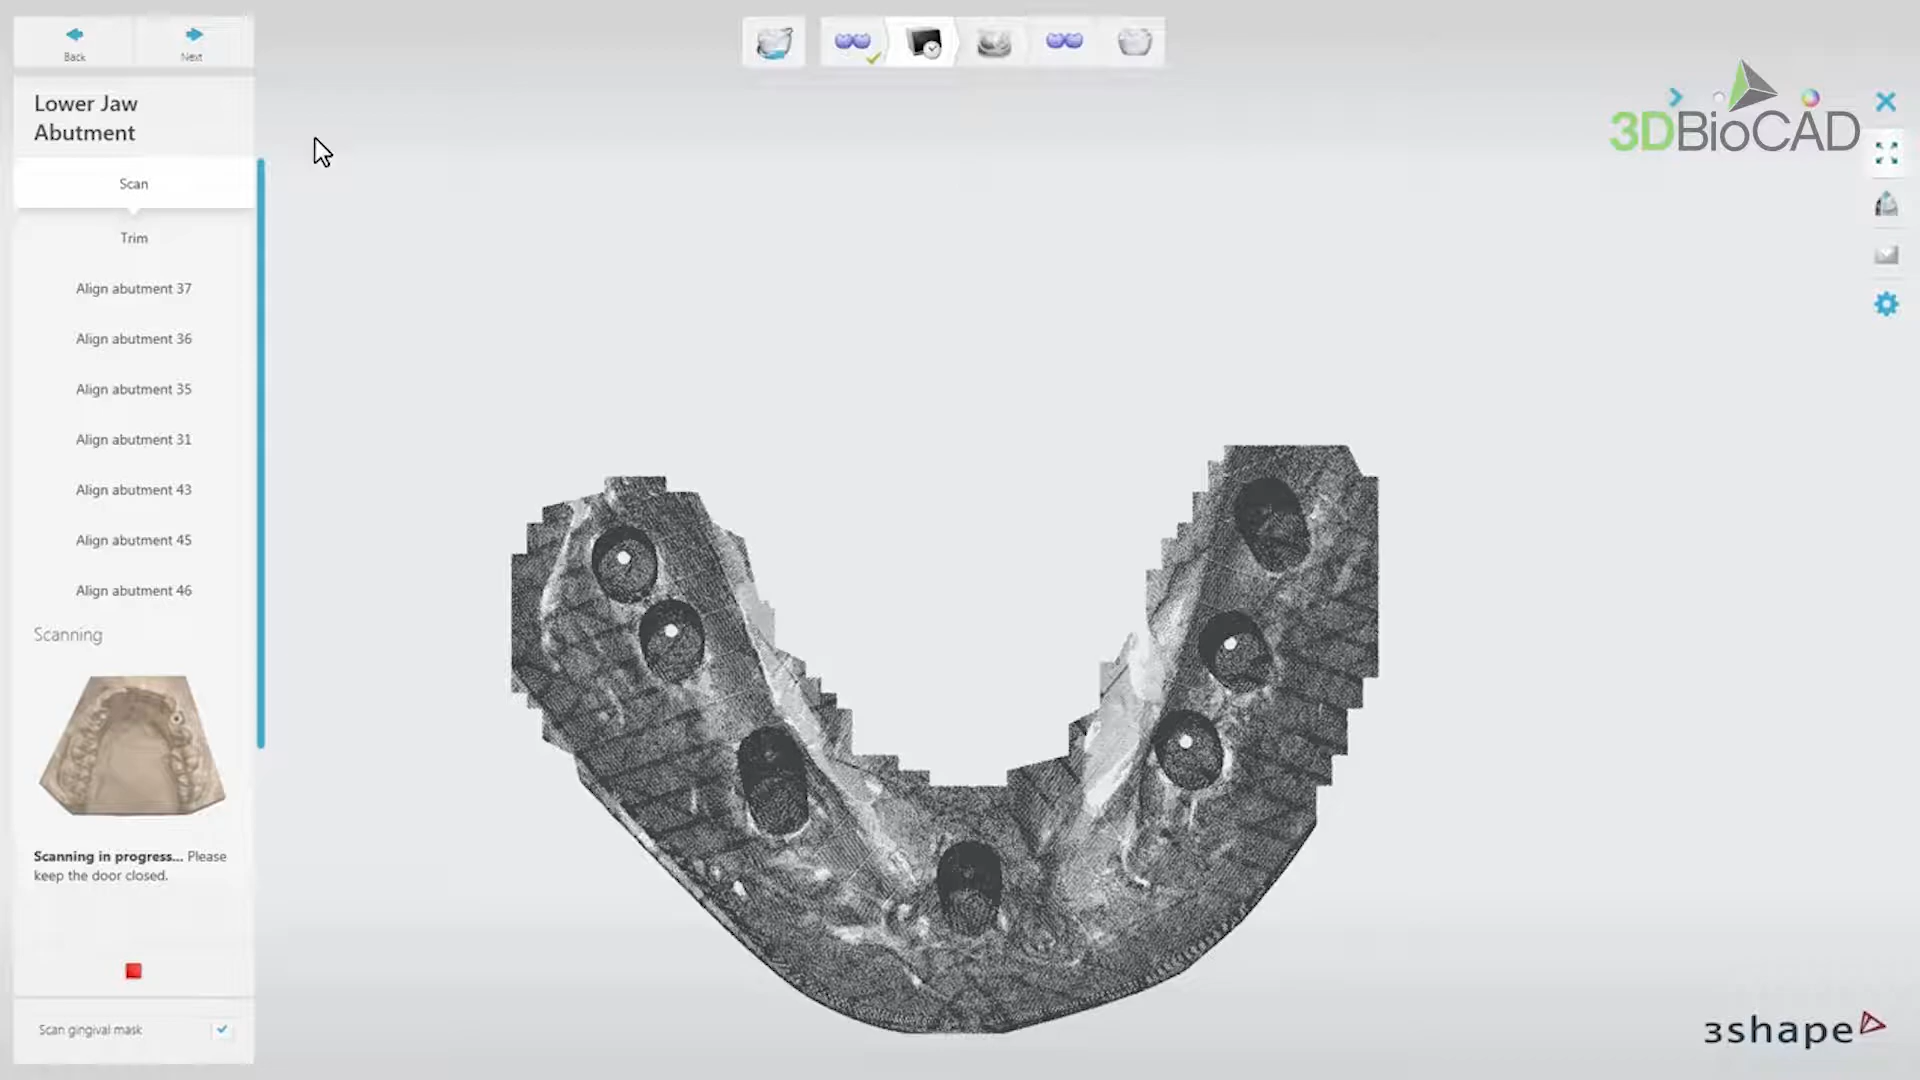 Back
Next
Lower Jaw
Abutment
Scan
Trim
Align abutment 37
Align abutment 36
Align abutment 35
Align abutment 31
Align abutment 43
Align abutment 45
Align abutment 46
Scanning
Scanning in progress... Please
keep the door closed.
Scan gingival mask
3DBioCAD
3shape